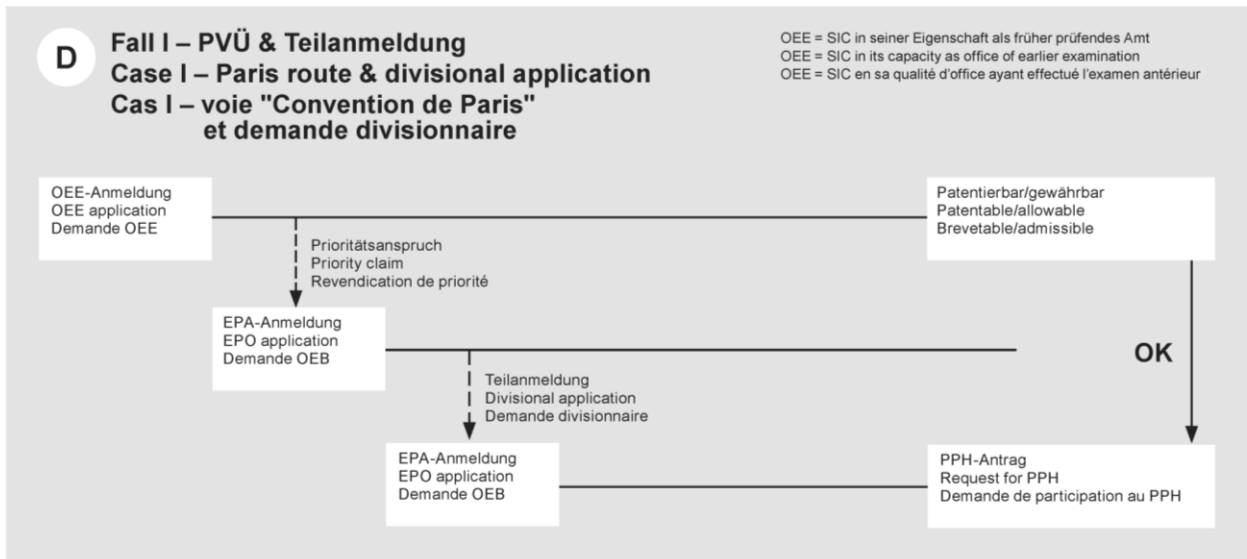 D
Fall I – PVÜ & Teilanmeldung
Case I – Paris route & divisional application
Cas I – voie "Convention de Paris"
et demande divisionnaire
OEE = SIC in seiner Eigenschaft als früher prüfendes Amt
OEE = SIC in its capacity as office of earlier examination
OEE = SIC en sa qualité d'office ayant effectué l'examen antérieur
OEE-Anmeldung
OEE application
Demande OEE
Patentierbar/gewährbar
Patentable/allowable
Brevetable/admissible
Prioritätsanspruch
Priority claim
Revendication de priorité
EPA-Anmeldung
EPO application
Demande OEB
OK
Teilanmeldung
Divisional application
Demande divisionnaire
EPA-Anmeldung
EPO application
Demande OEB
PPH-Antrag
Request for PPH
Demande de participation au PPH